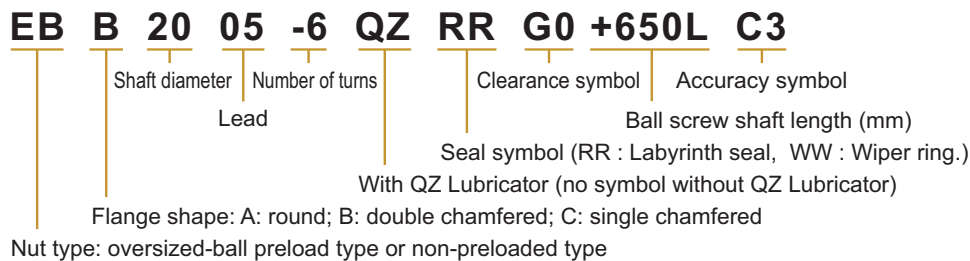 EB B 20 05 -6 QZ RR G0 +650L C3
Shaft diameter Number of turns Clearance symbol Accuracy symbol
Lead Ball screw shaft length (mm)
Seal symbol (RR : Labyrinth seal, WW : Wiper ring.)
With QZ Lubricator (no symbol without QZ Lubricator)
Flange shape: A: round; B: double chamfered; C: single chamfered
Nut type: oversized-ball preload type or non-preloaded type